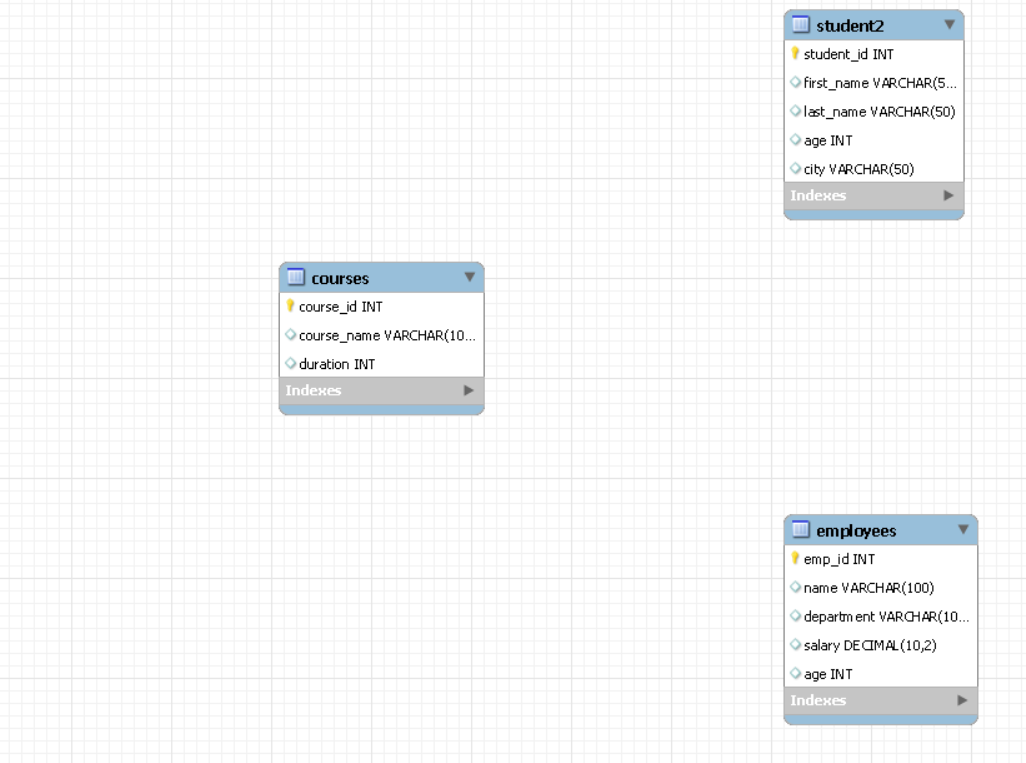 student2
student_id INT
first_name VARCHAR(5...
last_name VARCHAR(50)
age INT
city VARCHAR(50)
Indexes
courses
course_id INT
course_name VARCHAR(10...
duration INT
Indexes
employees
emp_id INT
name VARCHAR(100)
department VARCHAR(10...
salary DECIMAL(10,2)
age INT
Indexes